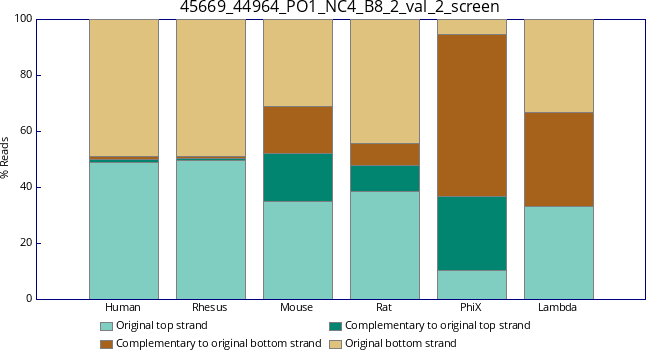 45669_44964_PO1_NC4_B8_2_val_2_screen
100
80
60
40
20
0
% Reads
Human Rhesus Mouse Rat PhiX Lambda
Original top strand Complementary to original top strand
Complementary to original bottom strand Original bottom strand